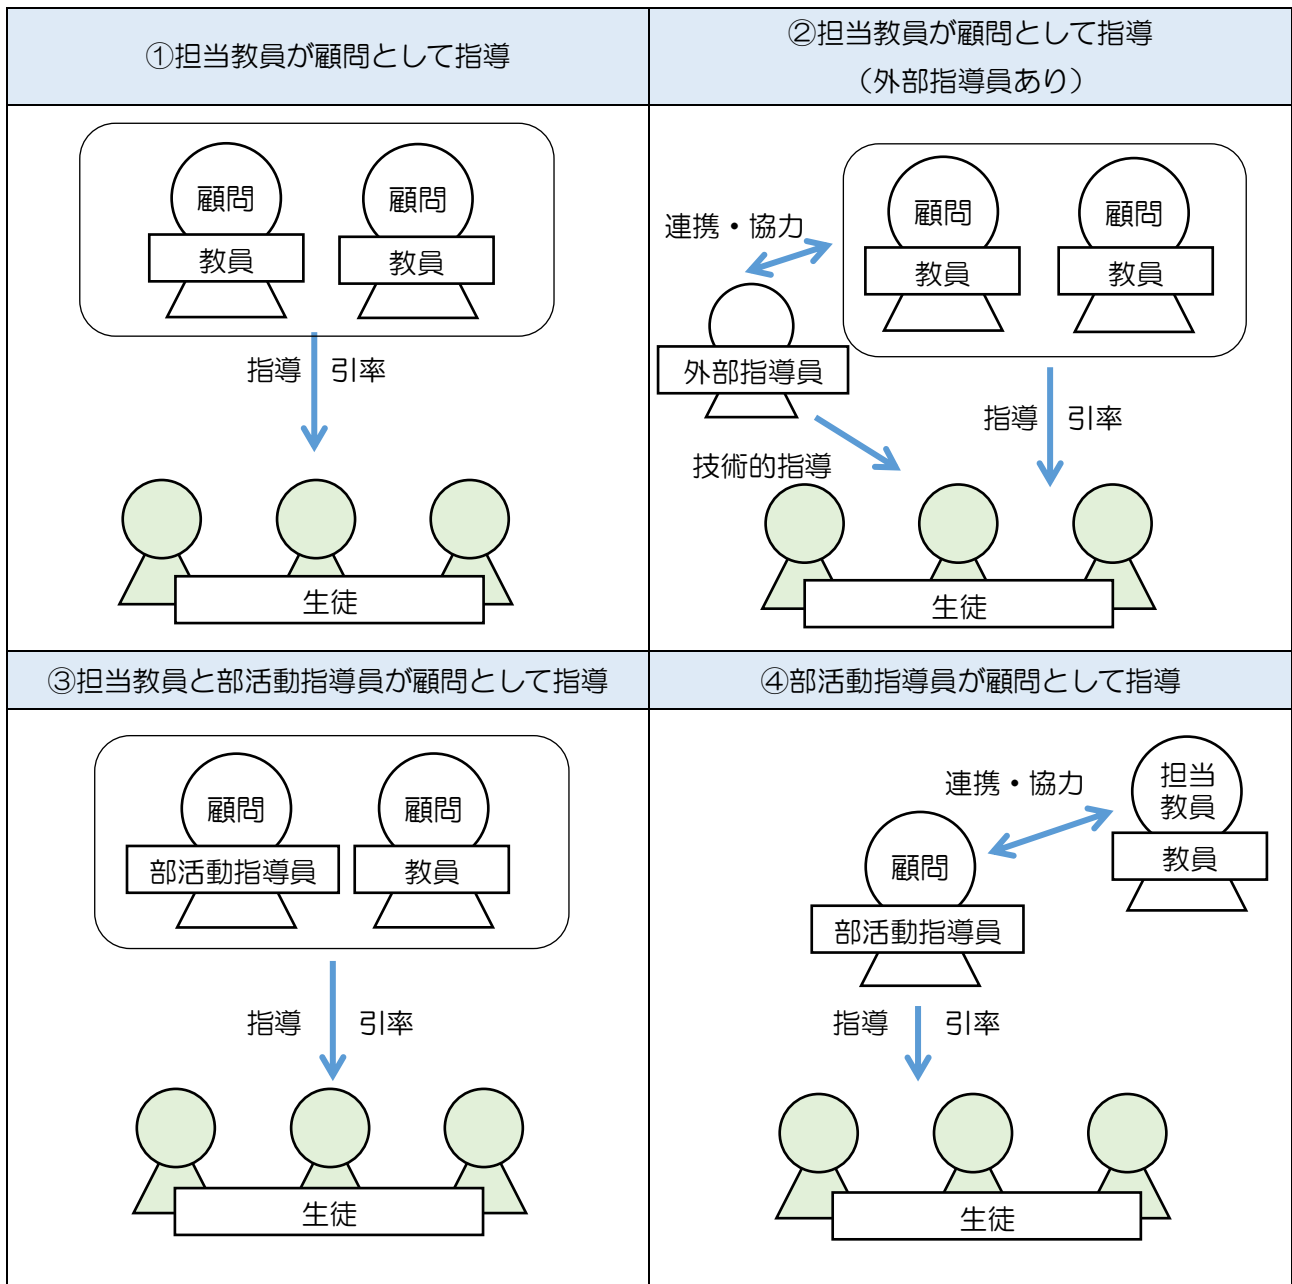 ①担当教員が顧問として指導
②担当教員が顧問として指導
（外部指導員あり）
顧問
顧問
教員
教員
指導
引率
生徒
連携・協力
顧問
顧問
教員
教員
外部指導員
指導
引率
技術的指導
生徒
③担当教員と部活動指導員が顧問として指導
④部活動指導員が顧問として指導
顧問
顧問
部活動指導員
教員
指導
引率
生徒
連携・協力
担当
教員
教員
顧問
部活動指導員
指導
引率
生徒